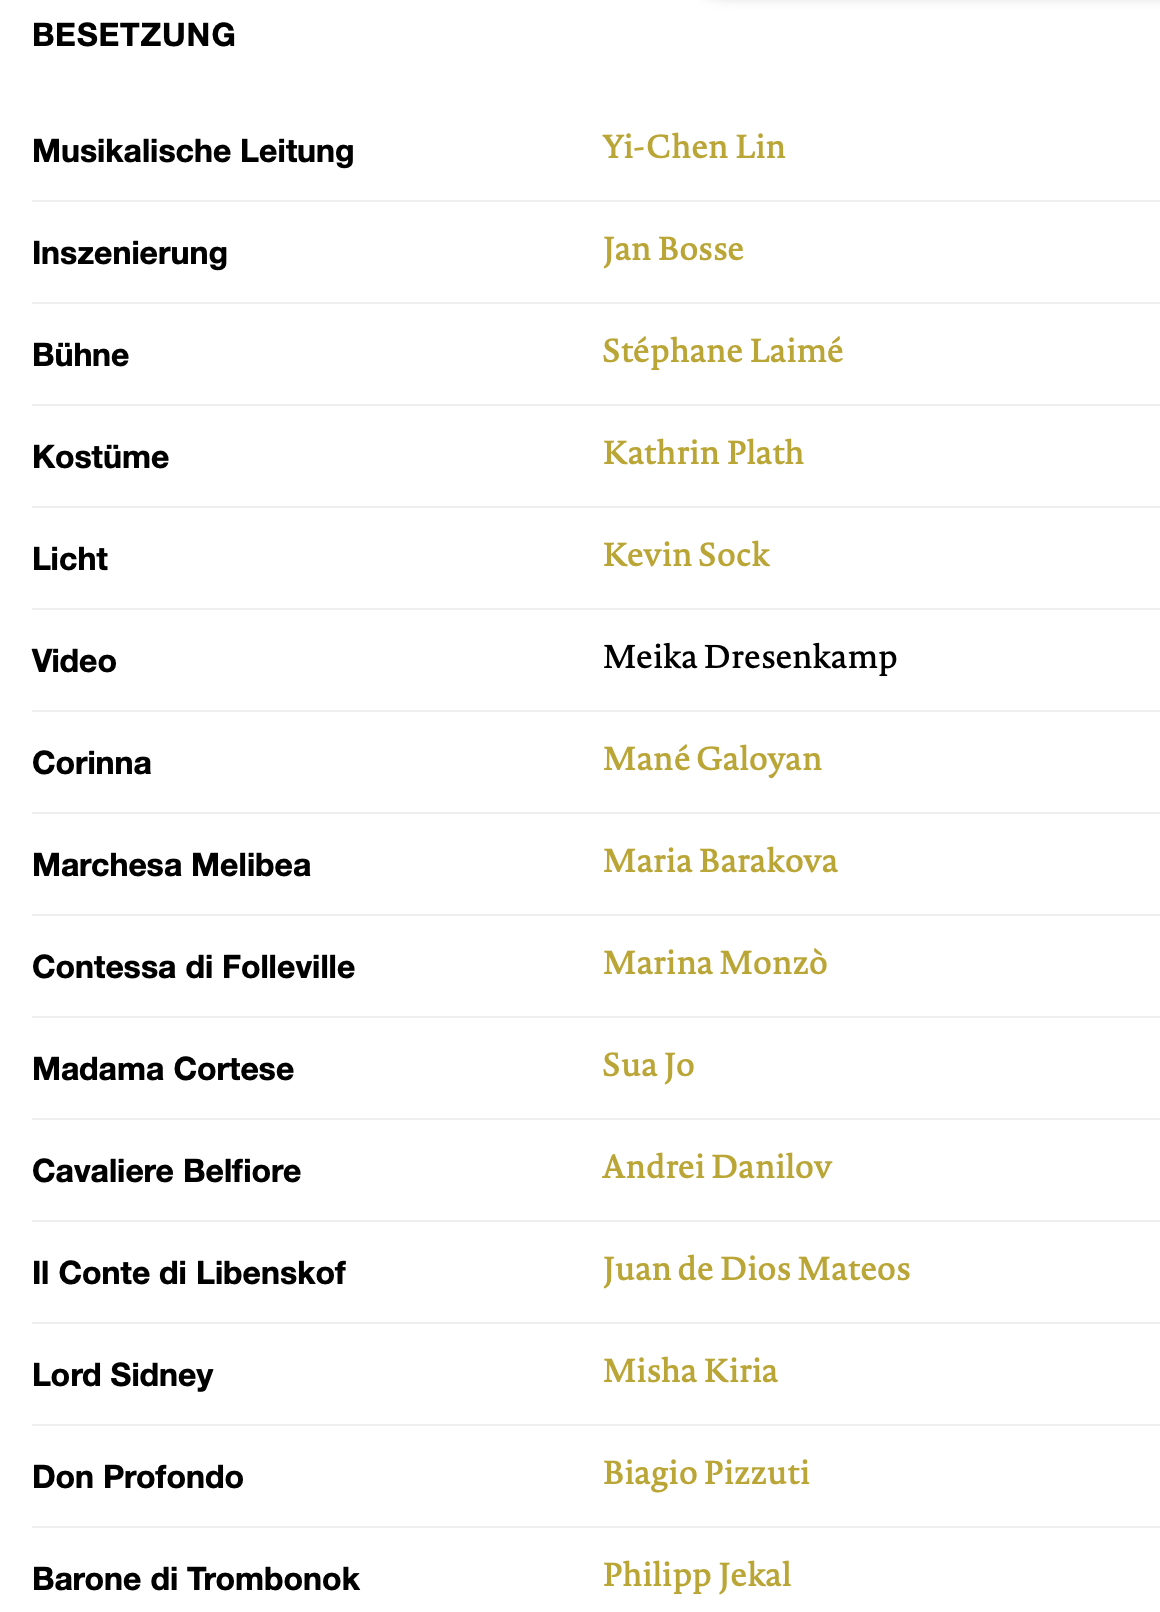 BESETZUNG
Musikalische Leitung Yi-Chen Lin
Inszenierung Jan Bosse
Bühne Stéphane Laimé
Kostüme Kathrin Plath
Licht Kevin Sock
Video Meika Dresenkamp
Corinna Mané Galoyan
Marchesa Melibea Maria Barakova
Contessa di Folleville Marina Monzò
Madama Cortese Sua Jo
Cavaliere Belfiore Andrei Danilov
Il Conte di Libenskof Juan de Dios Mateos
Lord Sidney Misha Kiria
Don Profondo Biagio Pizzuti
Barone di Trombonok Philipp Jekal